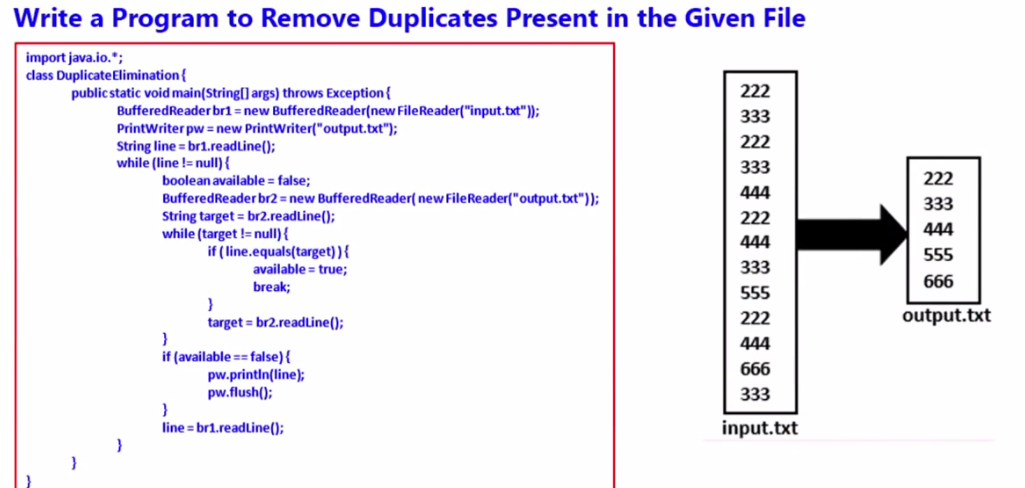 Write a Program to Remove Duplicates Present in the Given File
import java.io.*;
class DuplicateElimination {
public static void main(String[] args) throws Exception {
BufferedReader br1 = new BufferedReader(new FileReader("input.txt"));
PrintWriter pw = new PrintWriter("output.txt");
String line = br1.readLine();
while (line != null) {
boolean available = false;
BufferedReader br2 = new BufferedReader( new FileReader("output.txt"));
String target = br2.readLine();
while (target != null) {
if ( line.equals(target) ) {
available = true;
break;
}
target = br2.readLine();
}
if (available == false) {
pw.println(line);
pw.flush();
}
line = br1.readLine();
}
}
}
222
333
222
333
444
222
444
333
555
222
444
666
333
input.txt
222
333
444
555
666
output.txt